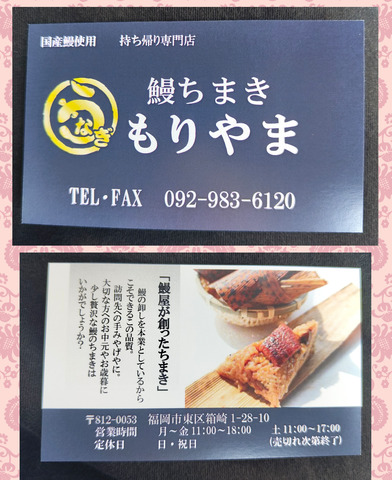 国産鰻使用　持ち帰り専門店
うなぎ
鰻ちまき
もりやま
TEL・FAX 092-983-6120
「鰻屋が創ったちまき」
鰻の卸しを本業としているから
こそできるこの品質。
訪問先への手みやげやに。
大切な方へのお中元やお歳暮に
少し贅沢な鰻のちまきは
いかがでしょうか?
〒812-0053　福岡市東区箱崎 1-28-10
営業時間　月～金 11:00～18:00　土 11:00～17:00
定休日　日・祝日　(売切れ次第終了)